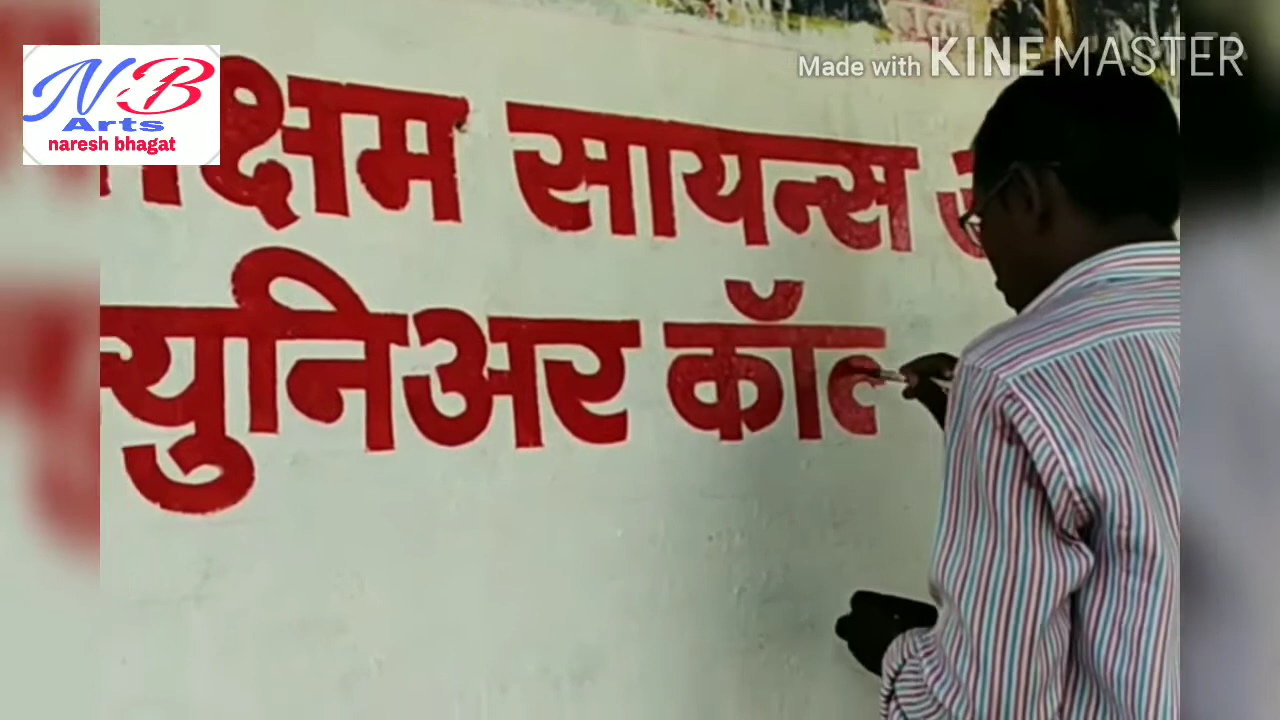 Made with KINEMASTER
NB
Arts
naresh bhagat
क्षम सायन्स
ज्युनिअर कॉल